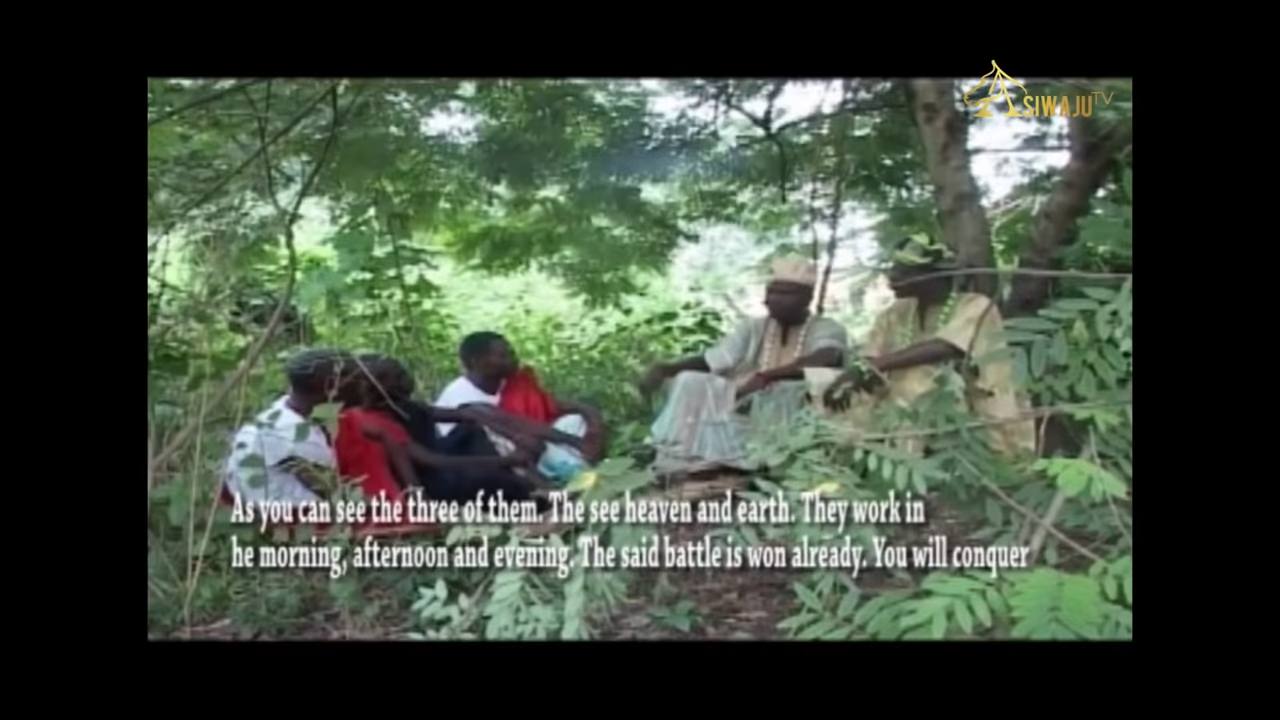 ASIWAJU TV
As you can see the three of them. The see heaven and earth. They work in
he morning, afternoon and evening. The said battle is won already. You will conquer